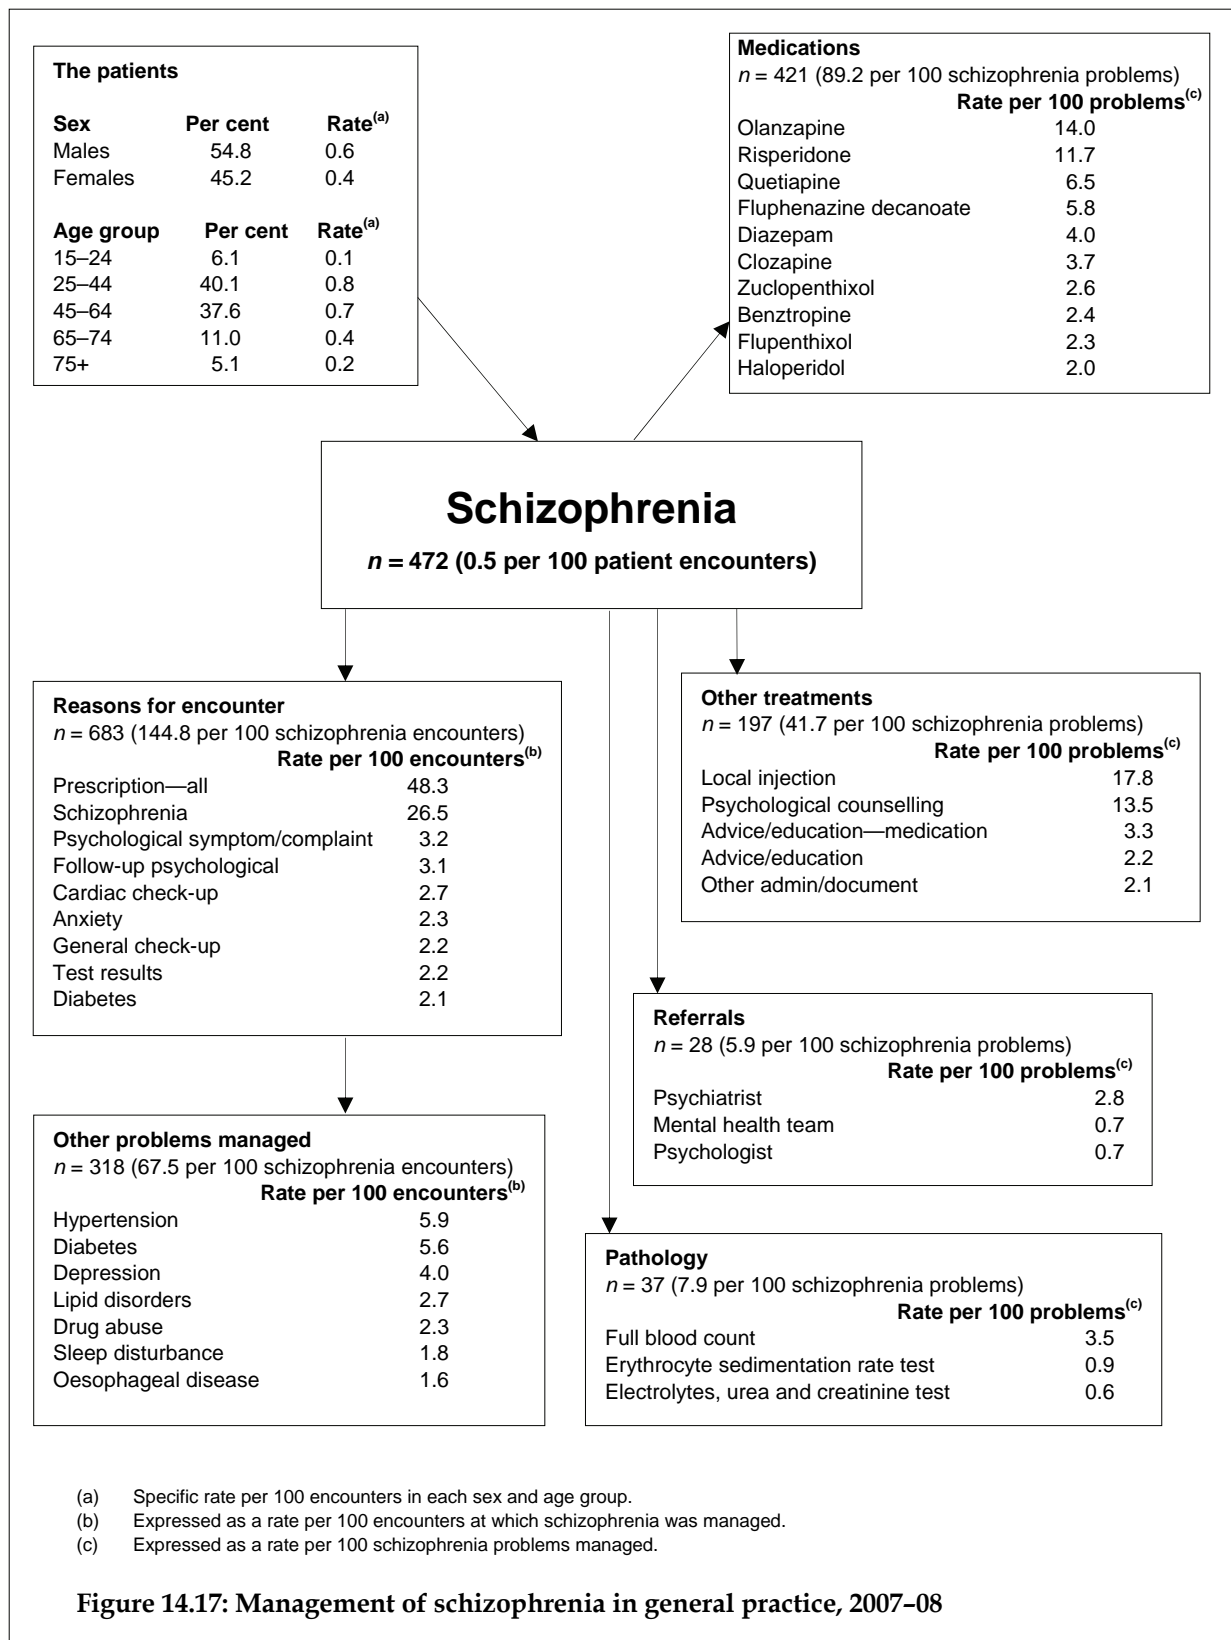 The patients
Sex Per cent Rate(a)
Males 54.8 0.6
Females 45.2 0.4
Age group Per cent Rate(a)
15–24 6.1 0.1
25–44 40.1 0.8
45–64 37.6 0.7
65–74 11.0 0.4
75+ 5.1 0.2
Medications
n = 421 (89.2 per 100 schizophrenia problems)
Rate per 100 problems(c)
Olanzapine 14.0
Risperidone 11.7
Quetiapine 6.5
Fluphenazine decanoate 5.8
Diazepam 4.0
Clozapine 3.7
Zuclopenthixol 2.6
Benztropine 2.4
Flupenthixol 2.3
Haloperidol 2.0
Schizophrenia
n = 472 (0.5 per 100 patient encounters)
Reasons for encounter
n = 683 (144.8 per 100 schizophrenia encounters)
Rate per 100 encounters(b)
Prescription—all 48.3
Schizophrenia 26.5
Psychological symptom/complaint 3.2
Follow-up psychological 3.1
Cardiac check-up 2.7
Anxiety 2.3
General check-up 2.2
Test results 2.2
Diabetes 2.1
Other treatments
n = 197 (41.7 per 100 schizophrenia problems)
Rate per 100 problems(c)
Local injection 17.8
Psychological counselling 13.5
Advice/education—medication 3.3
Advice/education 2.2
Other admin/document 2.1
Referrals
n = 28 (5.9 per 100 schizophrenia problems)
Rate per 100 problems(c)
Psychiatrist 2.8
Mental health team 0.7
Psychologist 0.7
Other problems managed
n = 318 (67.5 per 100 schizophrenia encounters)
Rate per 100 encounters(b)
Hypertension 5.9
Diabetes 5.6
Depression 4.0
Lipid disorders 2.7
Drug abuse 2.3
Sleep disturbance 1.8
Oesophageal disease 1.6
Pathology
n = 37 (7.9 per 100 schizophrenia problems)
Rate per 100 problems(c)
Full blood count 3.5
Erythrocyte sedimentation rate test 0.9
Electrolytes, urea and creatinine test 0.6
(a) Specific rate per 100 encounters in each sex and age group.
(b) Expressed as a rate per 100 encounters at which schizophrenia was managed.
(c) Expressed as a rate per 100 schizophrenia problems managed.
Figure 14.17: Management of schizophrenia in general practice, 2007–08